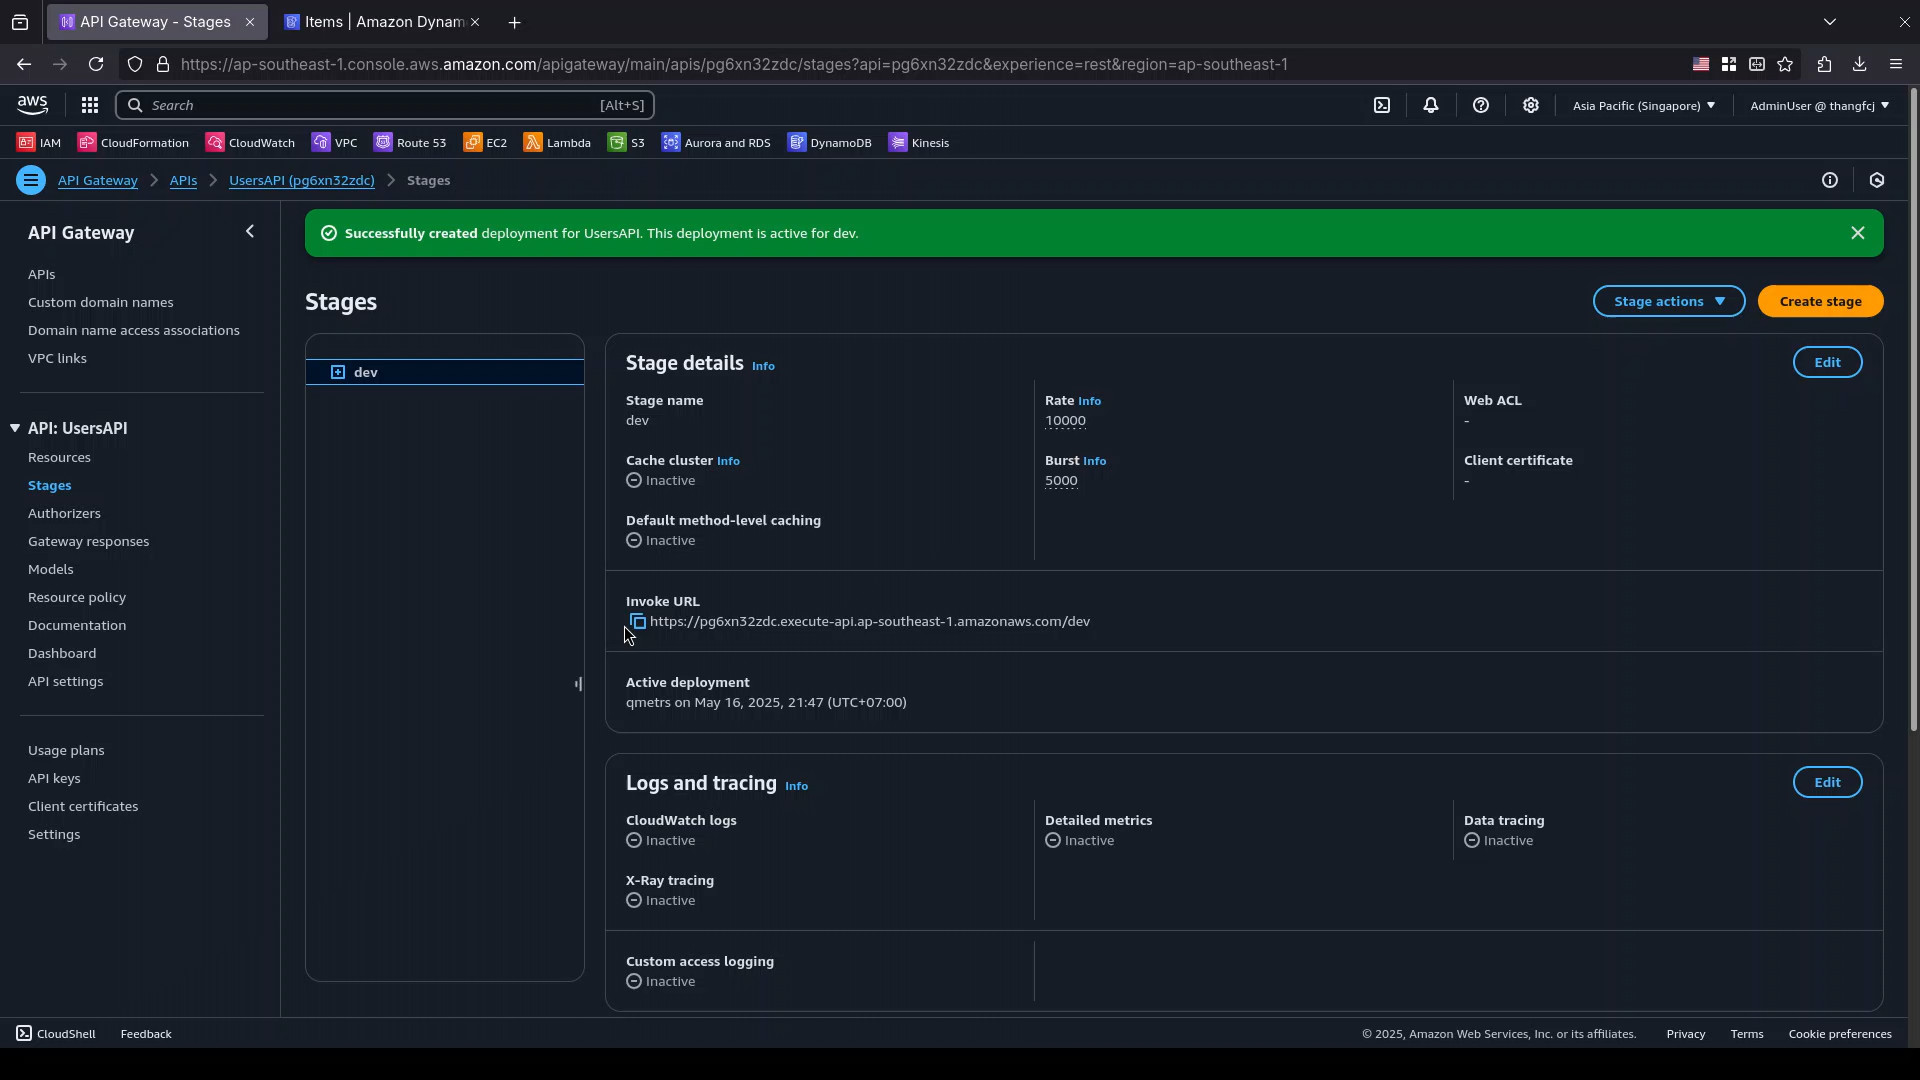 API Gateway - Stages
Items | Amazon Dynam
https://ap-southeast-1.console.aws.amazon.com/apigateway/main/apis/pg6xn32zdc/stages?api=pg6xn32zdc&experience=rest&region=ap-southeast-1
aws
Search
[Alt+S]
Asia Pacific (Singapore)
AdminUser @ thangfcj
IAM
CloudFormation
CloudWatch
VPC
Route 53
EC2
Lambda
S3
Aurora and RDS
DynamoDB
Kinesis
API Gateway
APIs
UsersAPI (pg6xn32zdc)
Stages
API Gateway
APIs
Custom domain names
Domain name access associations
VPC links
API: UsersAPI
Resources
Stages
Authorizers
Gateway responses
Models
Resource policy
Documentation
Dashboard
API settings
Usage plans
API keys
Client certificates
Settings
Successfully created deployment for UsersAPI. This deployment is active for dev.
Stages
Stage actions
Create stage
dev
Stage details Info
Edit
Stage name
dev
Rate Info
10000
Web ACL
-
Cache cluster Info
Inactive
Burst Info
5000
Client certificate
-
Default method-level caching
Inactive
Invoke URL
https://pg6xn32zdc.execute-api.ap-southeast-1.amazonaws.com/dev
Active deployment
qmetrs on May 16, 2025, 21:47 (UTC+07:00)
Logs and tracing Info
Edit
CloudWatch logs
Inactive
Detailed metrics
Inactive
Data tracing
Inactive
X-Ray tracing
Inactive
Custom access logging
Inactive
CloudShell
Feedback
© 2025, Amazon Web Services, Inc. or its affiliates.
Privacy
Terms
Cookie preferences